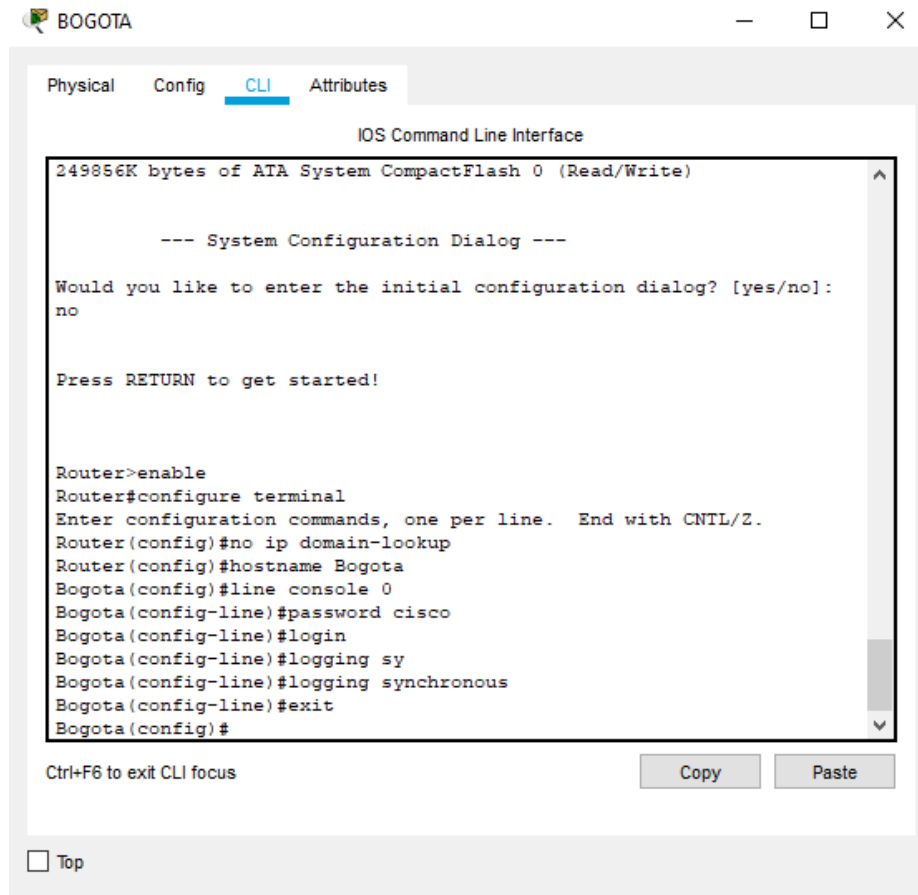 BOGOTA
Physical Config CLI Attributes
IOS Command Line Interface
249856K bytes of ATA System CompactFlash 0 (Read/Write)
--- System Configuration Dialog ---
Would you like to enter the initial configuration dialog? [yes/no]:
no
Press RETURN to get started!
Router>enable
Router#configure terminal
Enter configuration commands, one per line.  End with CNTL/Z.
Router(config)#no ip domain-lookup
Router(config)#hostname Bogota
Bogota(config)#line console 0
Bogota(config-line)#password cisco
Bogota(config-line)#login
Bogota(config-line)#logging sy
Bogota(config-line)#logging synchronous
Bogota(config-line)#exit
Bogota(config)#
Ctrl+F6 to exit CLI focus
Copy Paste
Top